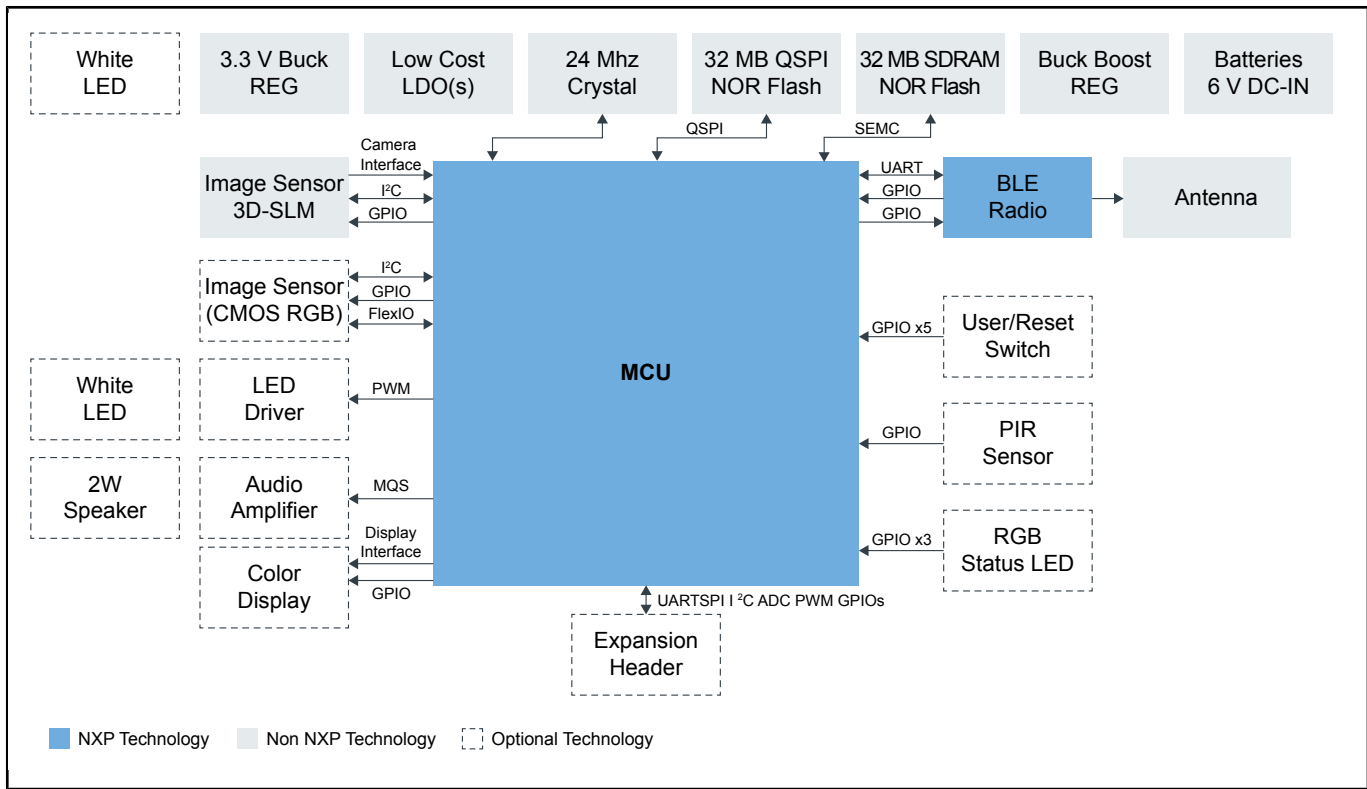 White
LED
3.3 V Buck
REG
Low Cost
LDO(s)
24 Mhz
Crystal
32 MB QSPI
NOR Flash
32 MB SDRAM
NOR Flash
Buck Boost
REG
Batteries
6 V DC-IN
QSPI
SEMC
Camera
Interface
Image Sensor
3D-SLM
I²C
GPIO
UART
GPIO
GPIO
BLE
Radio
Antenna
Image Sensor
(CMOS RGB)
I²C
GPIO
FlexIO
MCU
GPIO x5
User/Reset
Switch
White
LED
LED
Driver
PWM
GPIO
PIR
Sensor
2W
Speaker
Audio
Amplifier
MQS
Display
Interface
GPIO x3
RGB
Status LED
Color
Display
GPIO
UARTSPI I ²C ADC PWM GPIOs
Expansion
Header
NXP Technology
Non NXP Technology
Optional Technology